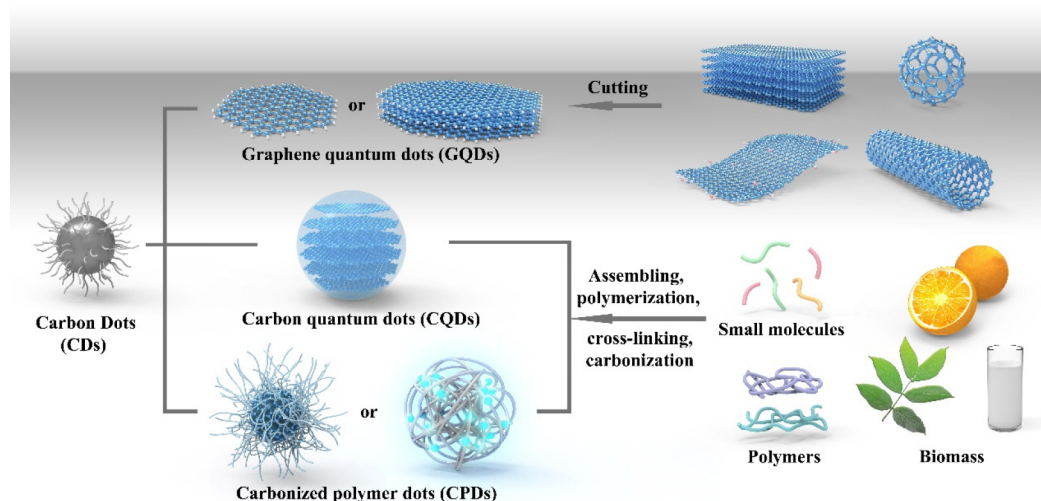 or
Cutting
Graphene quantum dots (GQDs)
Carbon Dots
(CDs)
Carbon quantum dots (CQDs)
Assembling,
polymerization,
cross-linking,
carbonization
Small molecules
or
Carbonized polymer dots (CPDs)
Polymers
Biomass